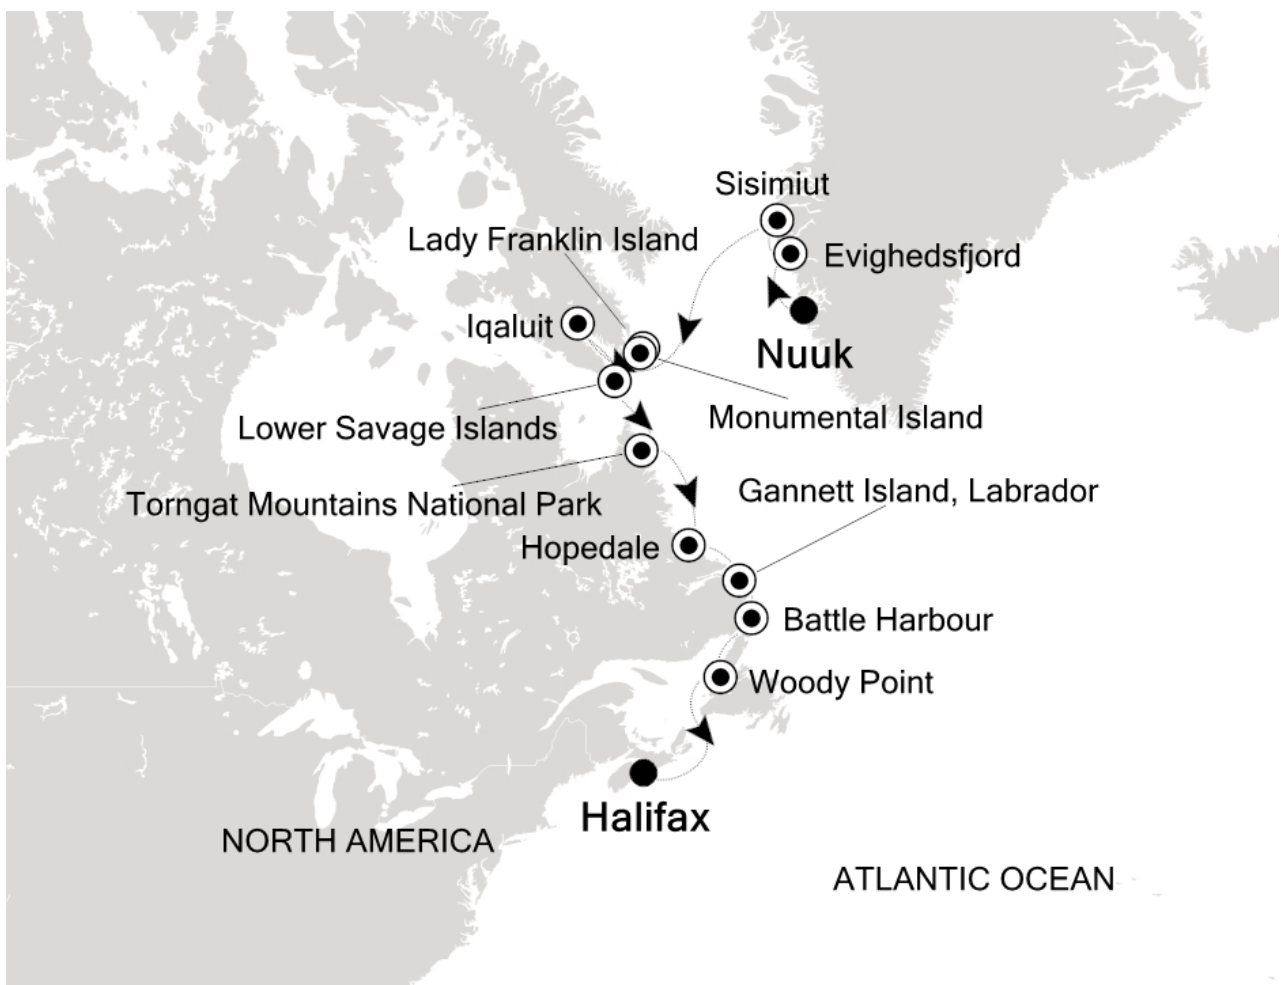 Sisimiut
Lady Franklin Island
Evighedsfjord
Iqaluit
Nuuk
Monumental Island
Lower Savage Islands
Torngat Mountains National Park
Gannett Island, Labrador
Hopedale
Battle Harbour
Woody Point
Halifax
NORTH AMERICA
ATLANTIC OCEAN